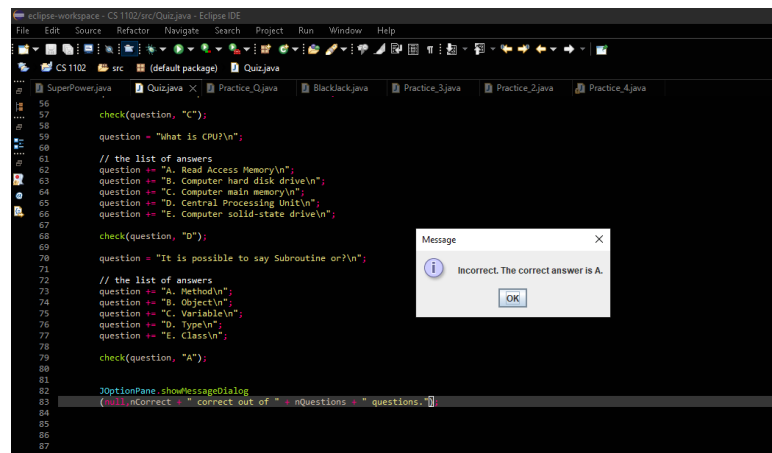 eclipse-workspace - CS 1102/src/Quiz.java - Eclipse IDE
File Edit Source Refactor Navigate Search Project Run Window Help
CS 1102 src (default package) Quiz.java
SuperPower.java Quiz.java Practice_Q.java BlackJack.java Practice_3.java Practice_2.java Practice_4.java
56
57 check(question, "C");
58
59 question = "What is CPU?\n";
60
61 // the list of answers
62 question += "A. Read Access Memory\n";
63 question += "B. Computer hard disk drive\n";
64 question += "C. Computer main memory\n";
65 question += "D. Central Processing Unit\n";
66 question += "E. Computer solid-state drive\n";
67
68 check(question, "D");
69
70 question = "It is possible to say Subroutine or?\n";
71
72 // the list of answers
73 question += "A. Method\n";
74 question += "B. Object\n";
75 question += "C. Variable\n";
76 question += "D. Type\n";
77 question += "E. Class\n";
78
79 check(question, "A");
80
81
82 JOptionPane.showMessageDialog
83 (null,nCorrect + " correct out of " + nQuestions + " questions.");
84
85
86
87
Message
Incorrect. The correct answer is A.
OK